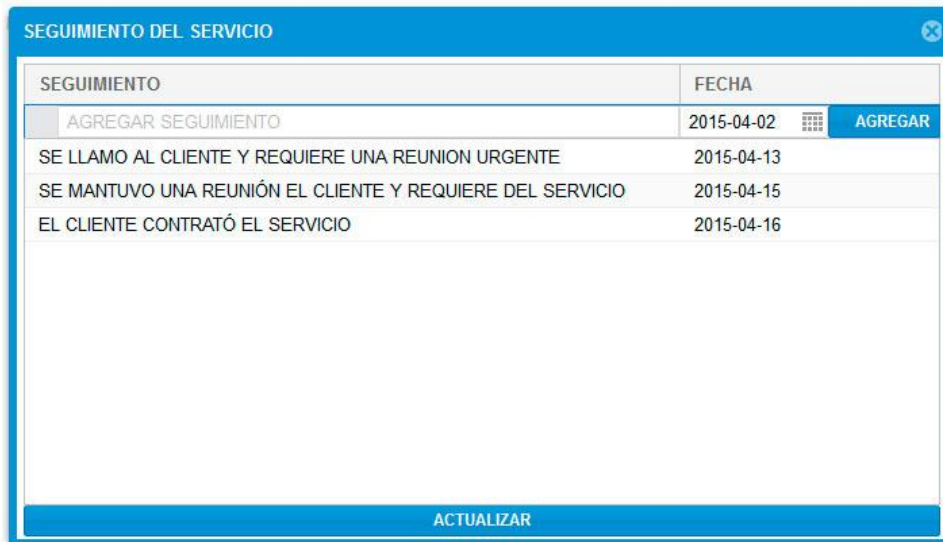 SEGUIMIENTO DEL SERVICIO
SEGUIMIENTO FECHA
AGREGAR SEGUIMIENTO 2015-04-02 AGREGAR
SE LLAMO AL CLIENTE Y REQUIERE UNA REUNION URGENTE 2015-04-13
SE MANTUVO UNA REUNIÓN EL CLIENTE Y REQUIERE DEL SERVICIO 2015-04-15
EL CLIENTE CONTRATÓ EL SERVICIO 2015-04-16
ACTUALIZAR